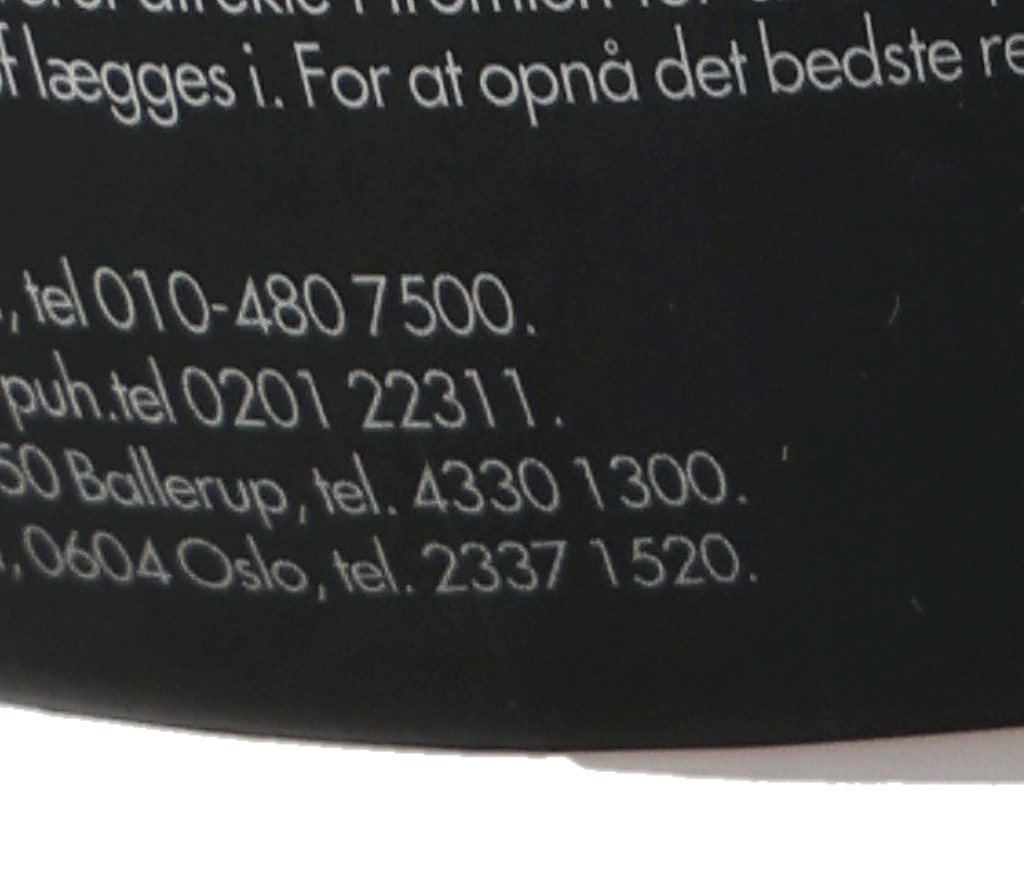 lægges i. For at opnå det bedste
, tel 010-480 7500.
puh.tel 0201 22311.
50 Ballerup, tel. 4330 1300.
, 0604 Oslo, tel. 2337 1520.